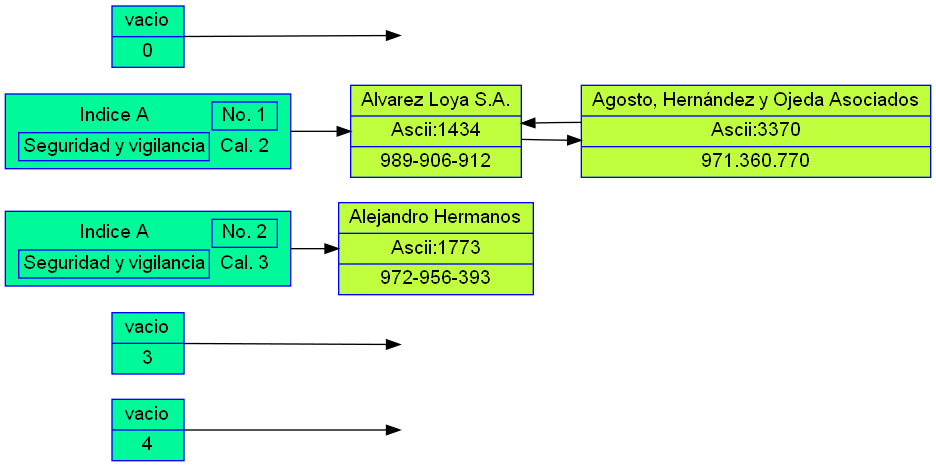 vacio
0
Indice A
No. 1
Seguridad y vigilancia
Cal. 2
Alvarez Loya S.A.
Ascii:1434
989-906-912
Agosto, Hernández y Ojeda Asociados
Ascii:3370
971.360.770
Indice A
No. 2
Seguridad y vigilancia
Cal. 3
Alejandro Hermanos
Ascii:1773
972-956-393
vacio
3
vacio
4